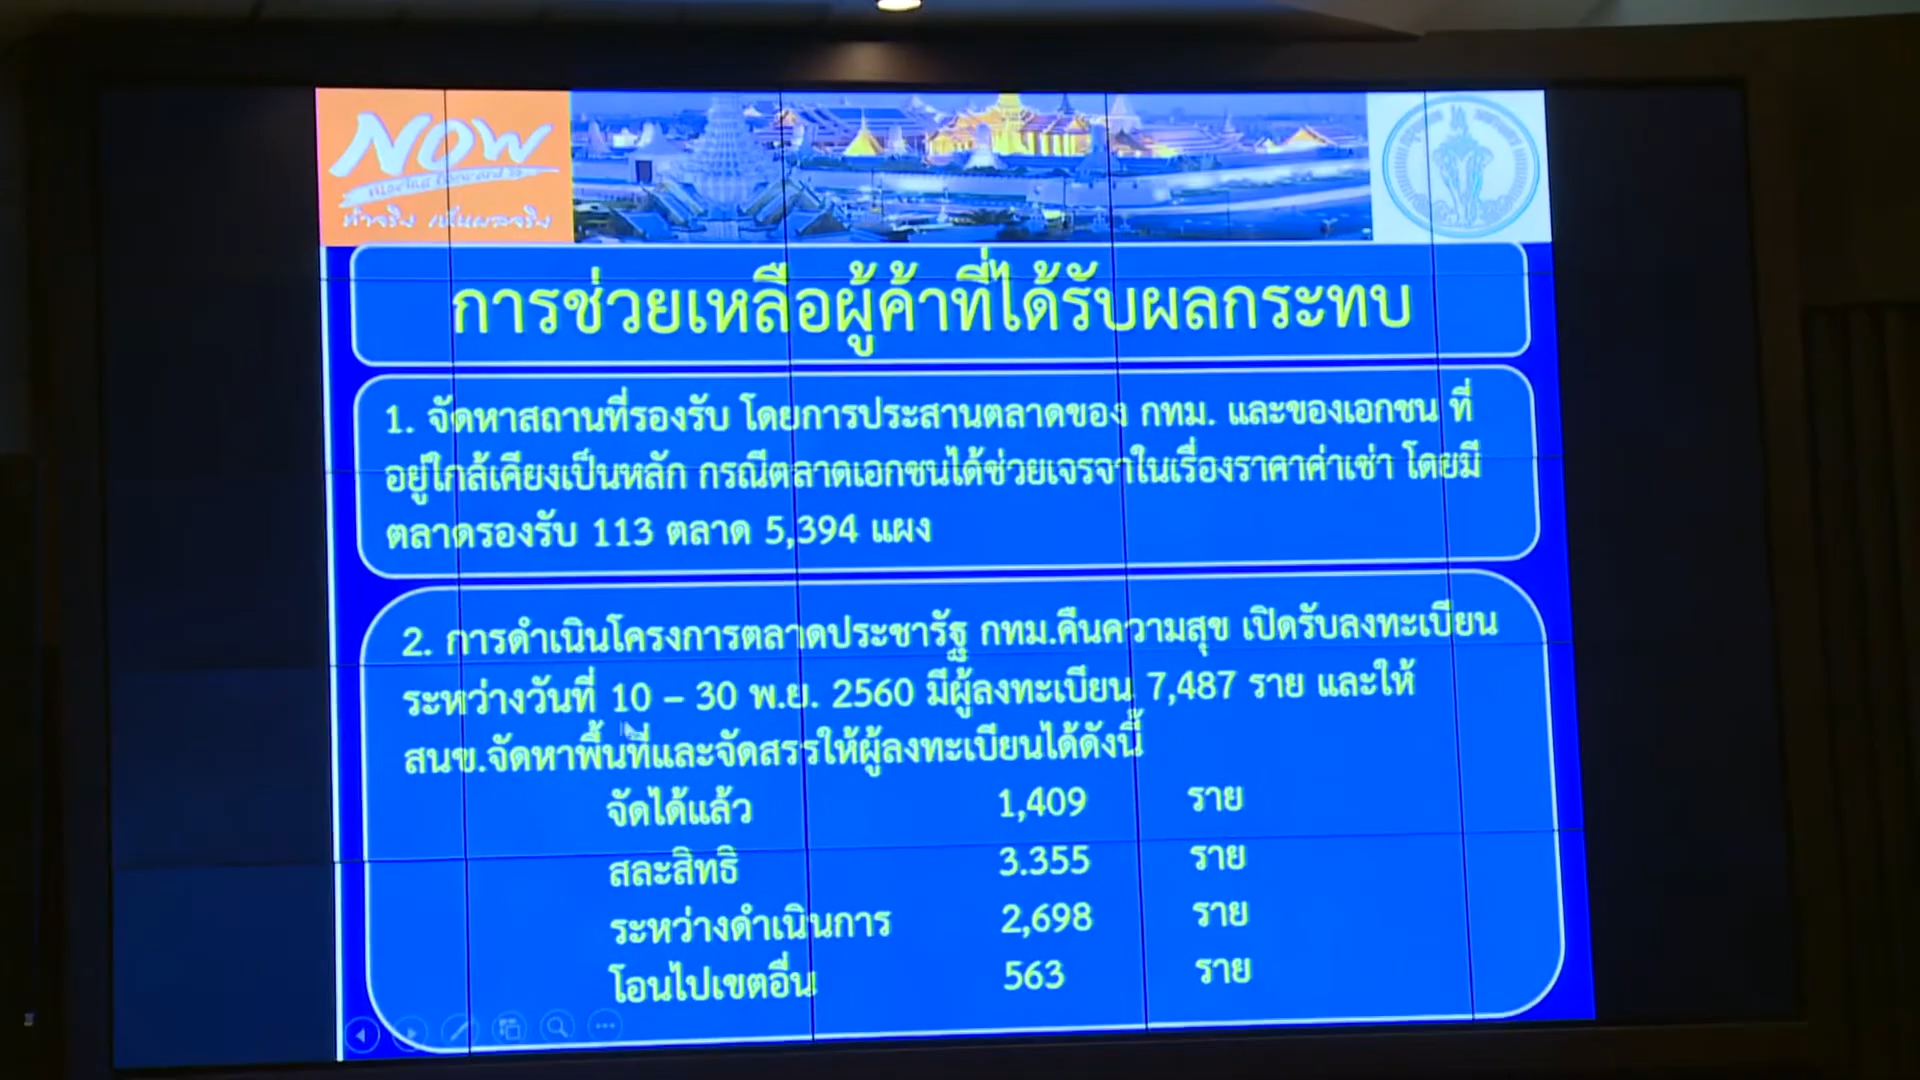 NOW
ทำจริง เห็นผลจริง
การช่วยเหลือผู้ค้าที่ได้รับผลกระทบ
1. จัดหาสถานที่รองรับ โดยการประสานตลาดของ กทม. และของเอกชน ที่
อยู่ใกล้เคียงเป็นหลัก กรณีตลาดเอกชนได้ช่วยเจรจาในเรื่องราคาค่าเช่า โดยมี
ตลาดรองรับ 113 ตลาด 5,394 แผง
2. การดำเนินโครงการตลาดประชารัฐ กทม.คืนความสุข เปิดรับลงทะเบียน
ระหว่างวันที่ 10 – 30 พ.ย. 2560 มีผู้ลงทะเบียน 7,487 ราย และให้
สนข.จัดหาพื้นที่และจัดสรรให้ผู้ลงทะเบียนได้ดังนี้
จัดได้แล้ว 1,409 ราย
สละสิทธิ 3.355 ราย
ระหว่างดำเนินการ 2,698 ราย
โอนไปเขตอื่น 563 ราย